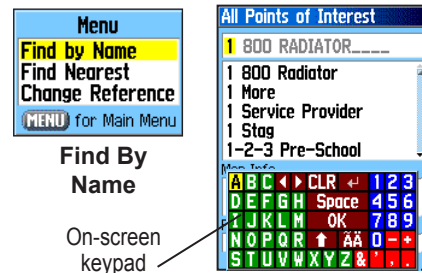 Menu
Find by Name
Find Nearest
Change Reference
MENU for Main Menu
Find By
Name
On-screen
keypad
All Points of Interest
1 800 RADIATOR____
1 800 Radiator
1 More
1 Service Provider
1 Stag
1-2-3 Pre-School
Map Info
A B C CLR 1 2 3
D E F G H Space 4 5 6
I J K L M OK 7 8 9
N O P Q R ÃÄ 0 - +
S T U V W X Y Z & ' , .